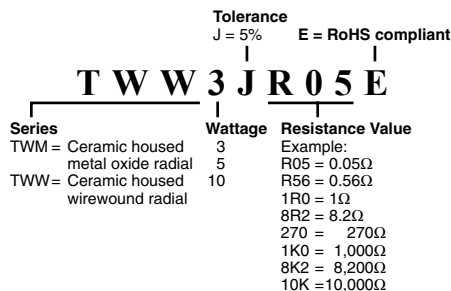 Tolerance
J = 5% E = RoHS compliant
T W W 3 J R 0 5 E
Series Wattage Resistance Value
TWM = Ceramic housed 3 Example:
metal oxide radial 5 R05 = 0.05Ω
TWW = Ceramic housed 10 R56 = 0.56Ω
wirewound radial 1R0 = 1Ω
8R2 = 8.2Ω
270 = 270Ω
1K0 = 1,000Ω
8K2 = 8,200Ω
10K =10,000Ω